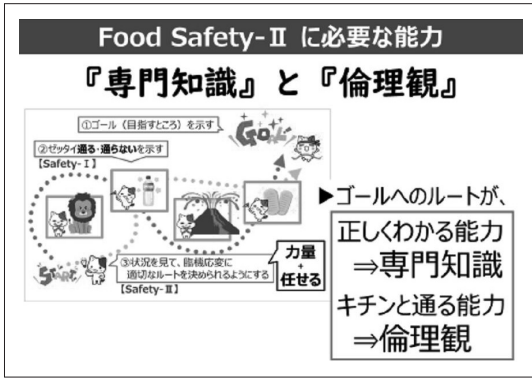 Food Safety-Ⅱ に必要な能力
『専門知識』と『倫理観』
①ゴール(目指すところ)を示す
GOAL!
②ゼッタイ通る・通らないを示す
【Safety-Ⅰ】
START
③状況を見て、臨機応変に
適切なルートを決められるようにする
【Safety-Ⅱ】
力量
+
任せる
▶ゴールへのルートが、
正しくわかる能力
⇒専門知識
キチンと通る能力
⇒倫理観